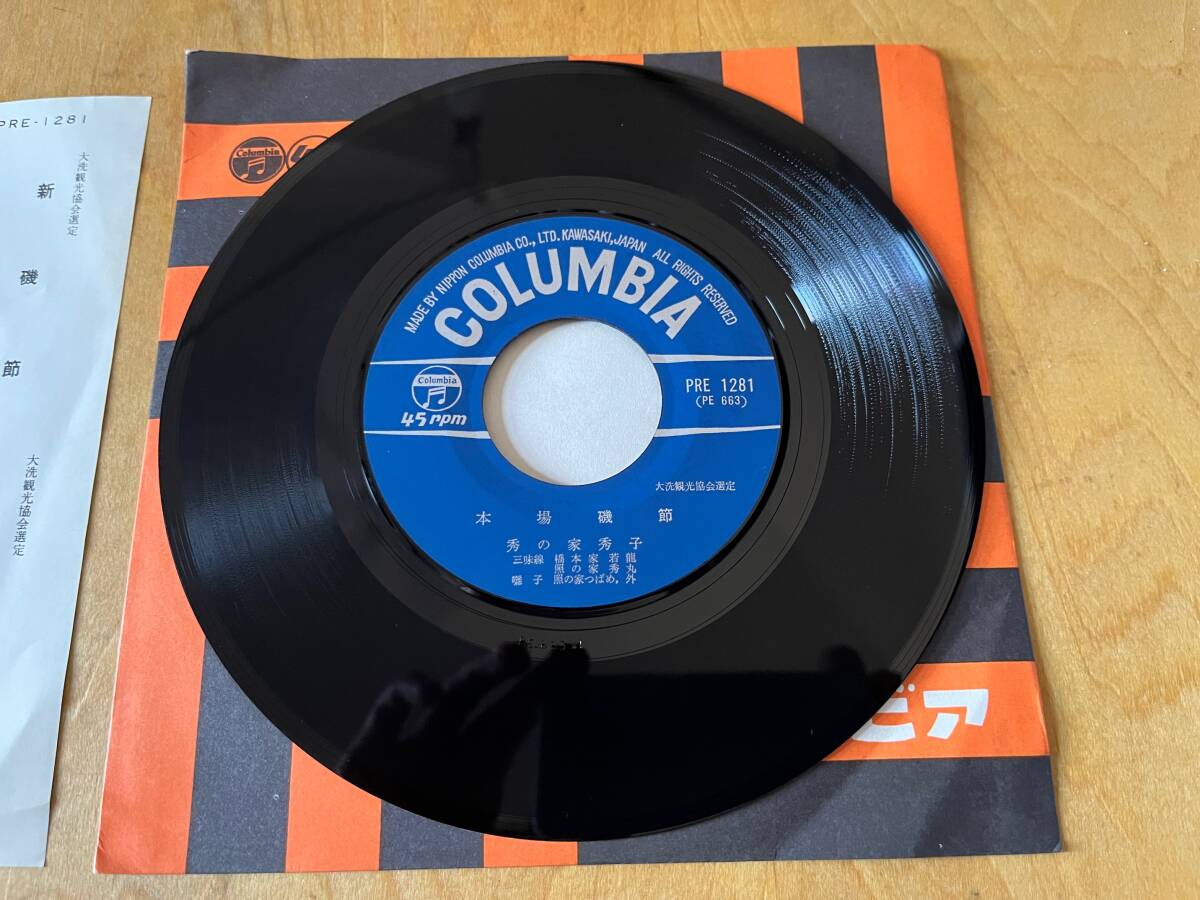 PRE-1281
大洗観光協会選定
新磯節
大洗観光協会選定
Columbia
MADE BY NIPPON COLUMBIA CO., LTD. KAWASAKI, JAPAN ALL RIGHTS RESERVED
COLUMBIA
Columbia
45 rpm
PRE 1281
(PE 663)
大洗観光協会選定
本場磯節
秀の家秀子
三味線 橋本家若龍
照の家秀丸
囃子 照の家つばめ,外
ビア